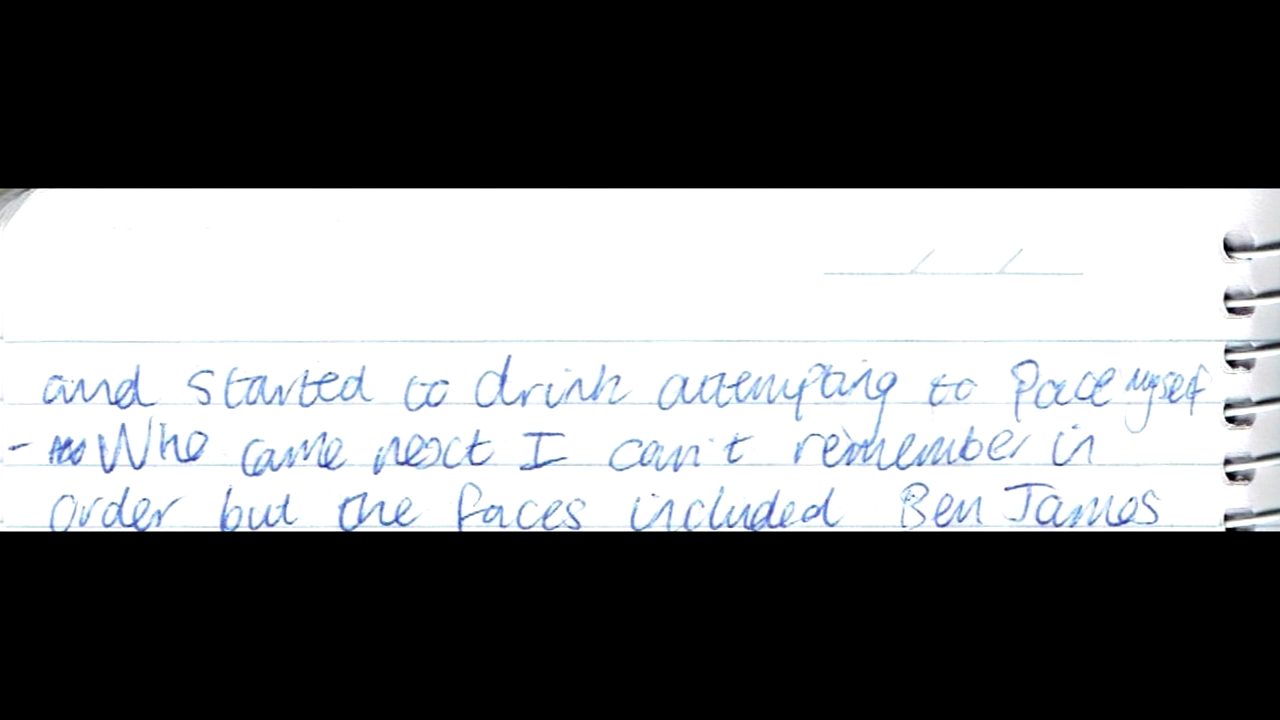 and started to drink attempting to pace myself
- Who came next I can't remember in
order but the faces included Ben James